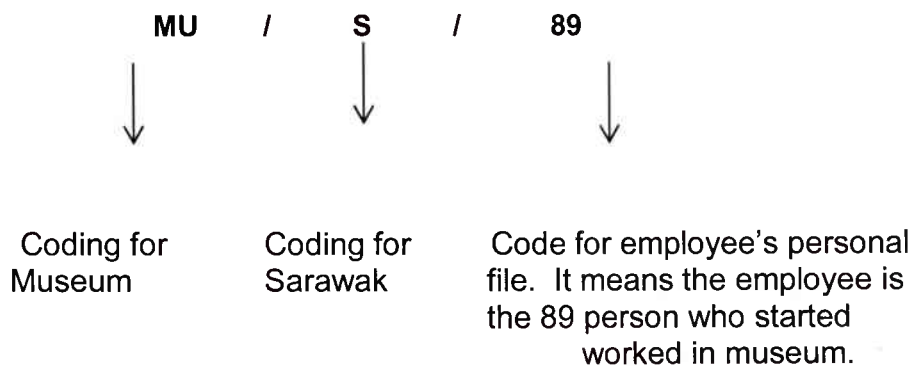 MU / S / 89
Coding for Museum
Coding for Sarawak
Code for employee's personal
file. It means the employee is
the 89 person who started
worked in museum.